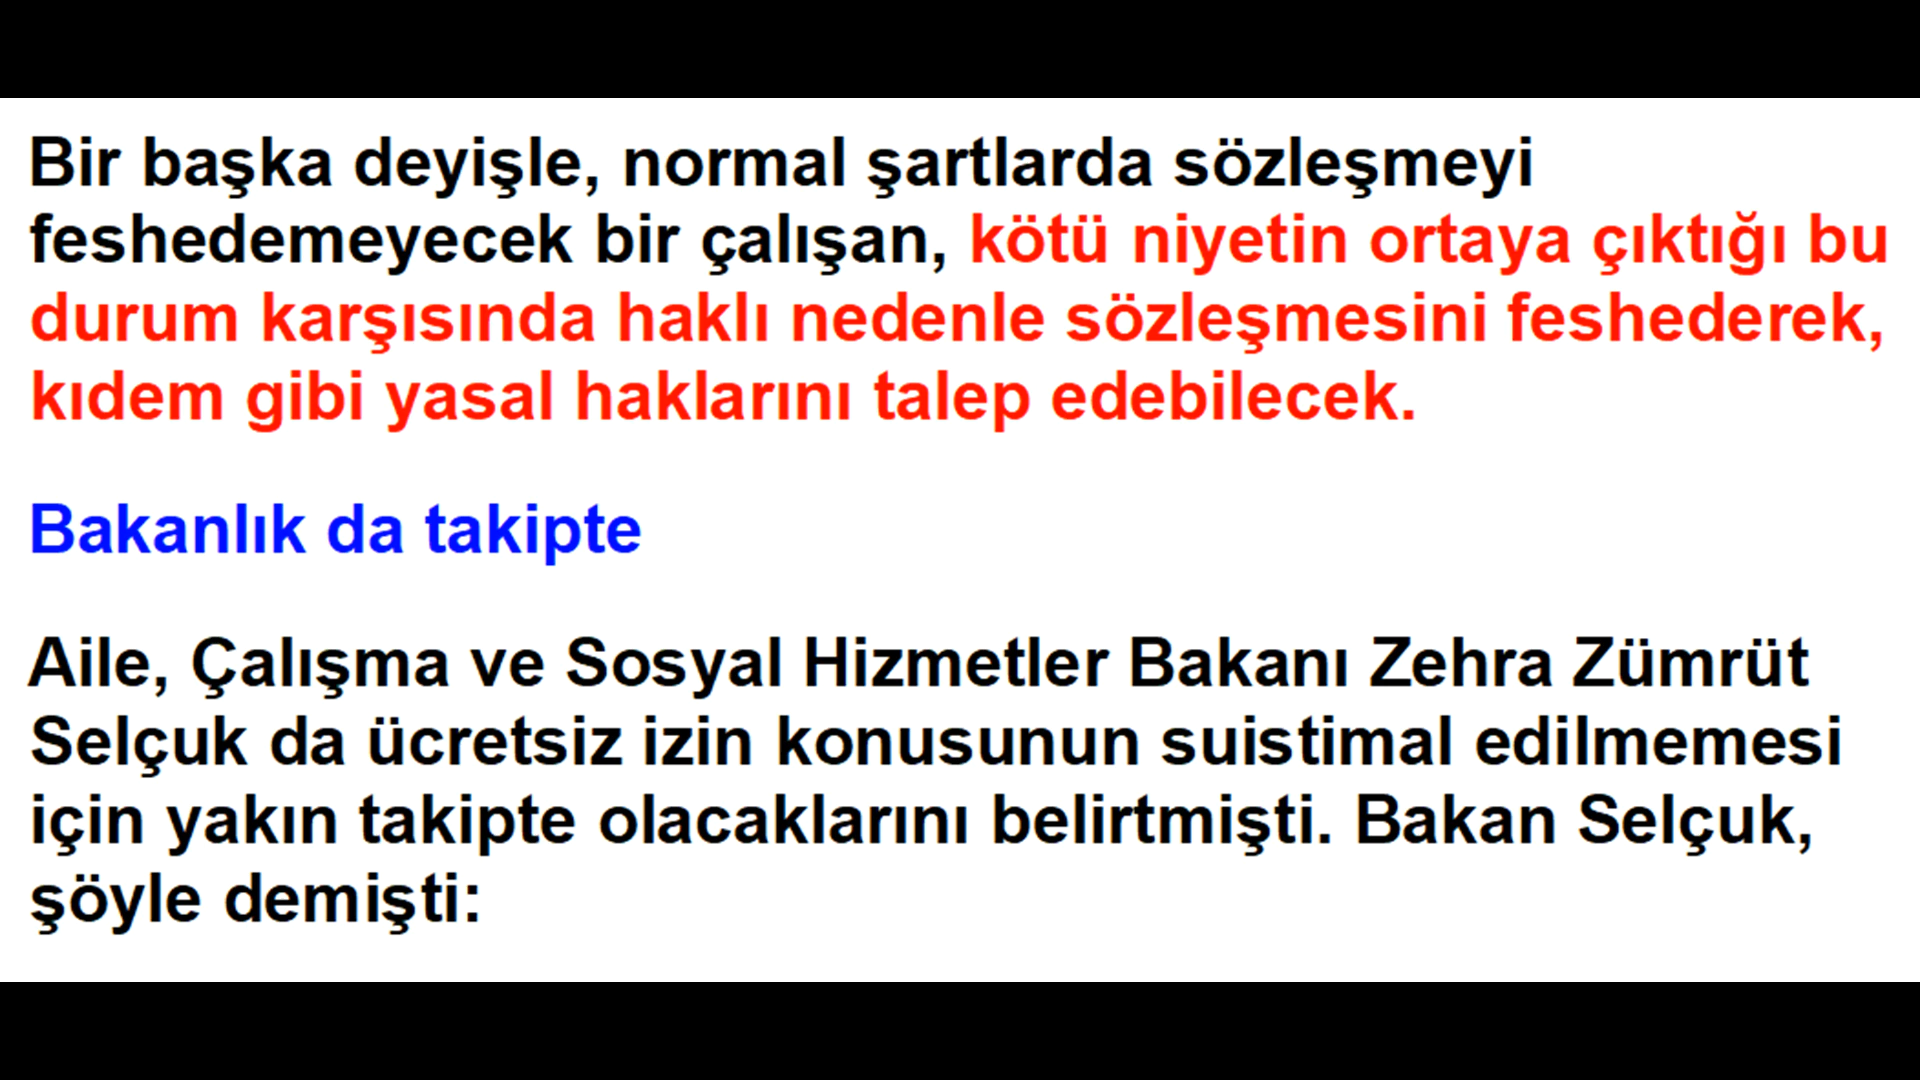 Bir başka deyişle, normal şartlarda sözleşmeyi
feshedemeyecek bir çalışan, kötü niyetin ortaya çıktığı bu
durum karşısında haklı nedenle sözleşmesini feshederek,
kıdem gibi yasal haklarını talep edebilecek.
Bakanlık da takipte
Aile, Çalışma ve Sosyal Hizmetler Bakanı Zehra Zümrüt
Selçuk da ücretsiz izin konusunun suistimal edilmemesi
için yakın takipte olacaklarını belirtmişti. Bakan Selçuk,
şöyle demişti: